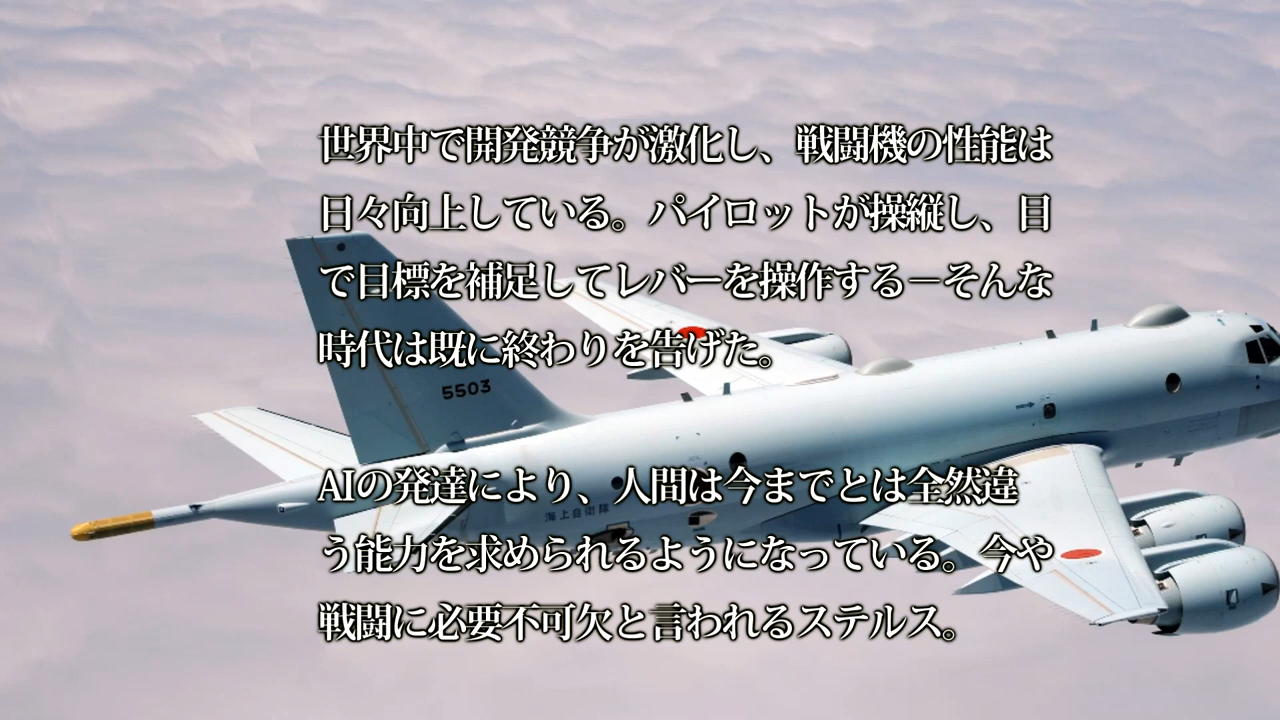 世界中で開発競争が激化し、戦闘機の性能は
日々向上している。パイロットが操縦し、目
で目標を補足してレバーを操作する－そんな
時代は既に終わりを告げた。
5503
AIの発達により、人間は今までとは全然違
海上自衛隊
う能力を求められるようになっている。今や
戦闘に必要不可欠と言われるステルス。